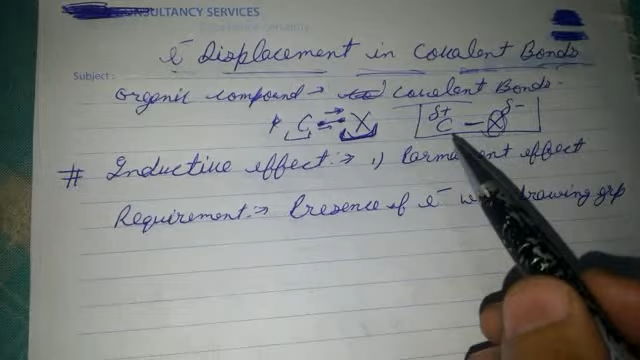 CONSULTANCY SERVICES
e⁻ Displacement in Covalent Bonds
Subject :
Organic compound → Covalent Bonds.
C ⇌ X δ+ C — X δ-
# Inductive effect :→ 1) Permanent effect
Requirement :→ Presence of e⁻ withdrawing grp